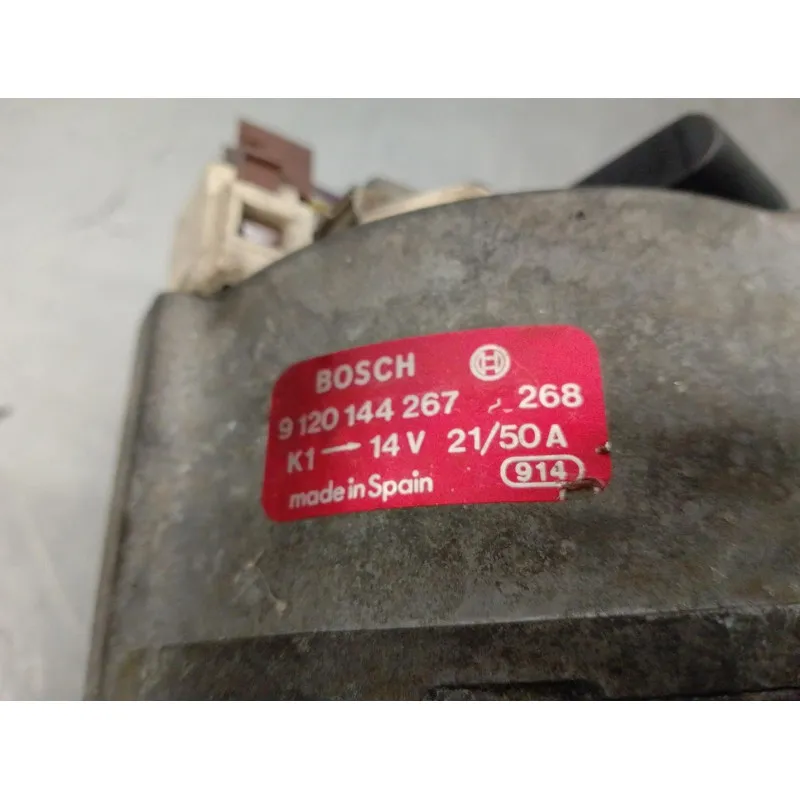 BOSCH
9 120 144 267 268
K1 → 14 V 21/50 A
made in Spain 914